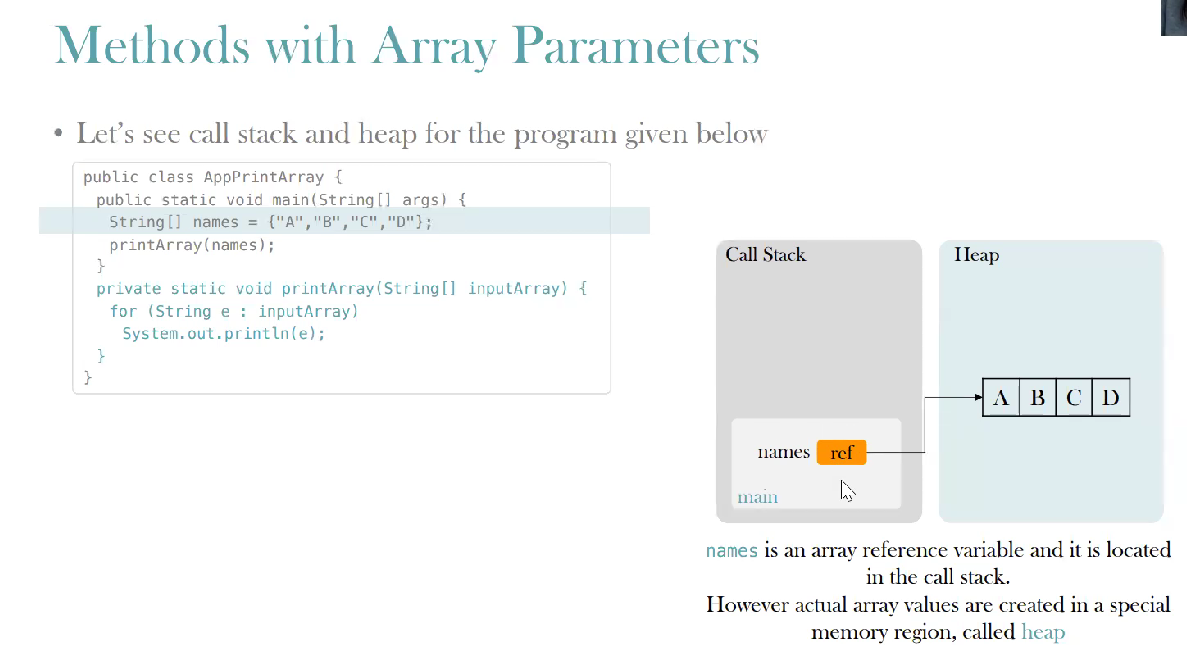 Methods with Array Parameters
• Let's see call stack and heap for the program given below
public class AppPrintArray {
public static void main(String[] args) {
String[] names = {"A","B","C","D"};
printArray(names);
}
private static void printArray(String[] inputArray) {
for (String e : inputArray)
System.out.println(e);
}
}
Call Stack
names ref
main
Heap
A B C D
names is an array reference variable and it is located
in the call stack.
However actual array values are created in a special
memory region, called heap